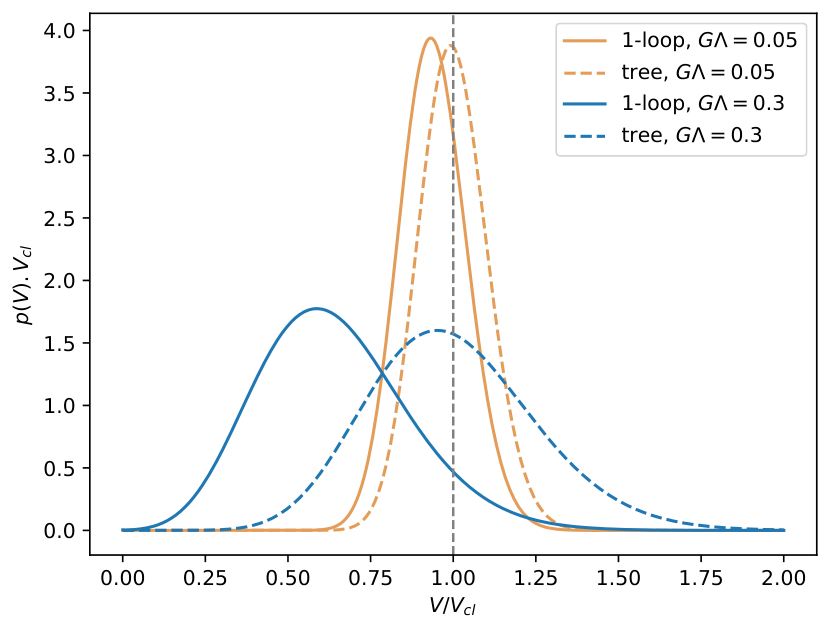 4.0
3.5
3.0
2.5
2.0
1.5
1.0
0.5
0.0
p(V). V_cl
1-loop, GΛ = 0.05
tree, GΛ = 0.05
1-loop, GΛ = 0.3
tree, GΛ = 0.3
0.00 0.25 0.50 0.75 1.00 1.25 1.50 1.75 2.00
V/V_cl